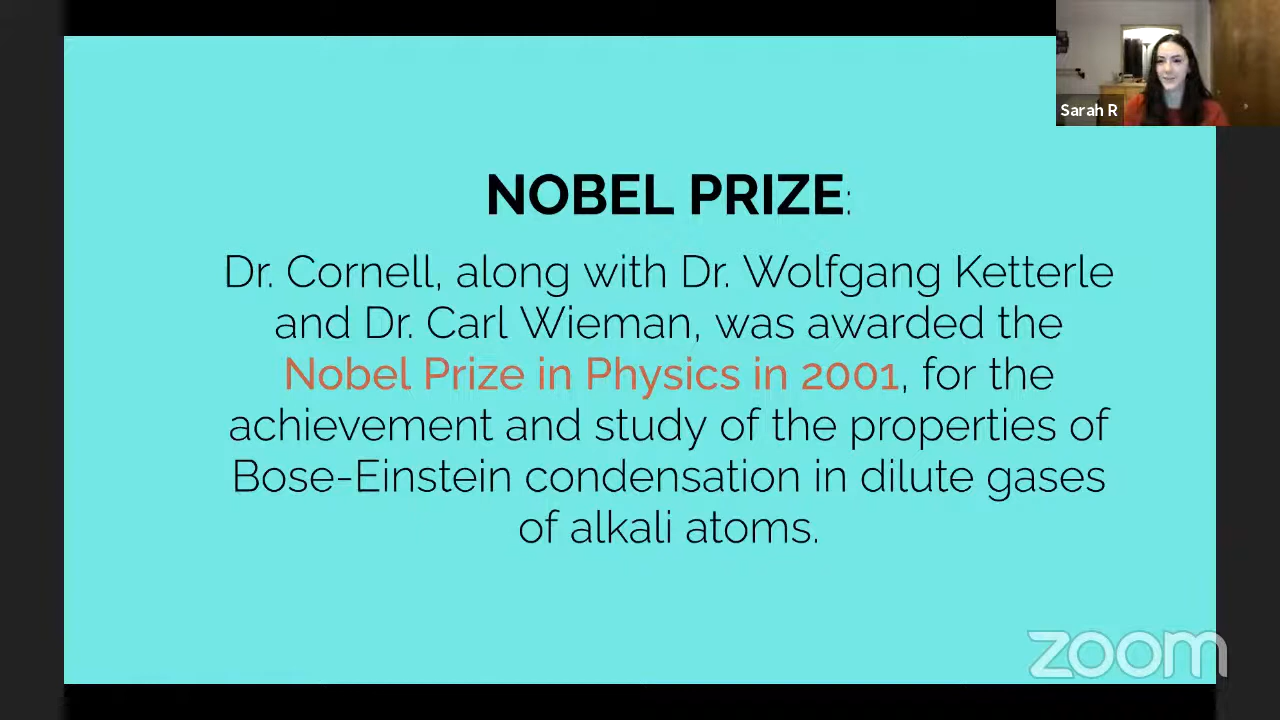 Sarah R
NOBEL PRIZE:
Dr. Cornell, along with Dr. Wolfgang Ketterle
and Dr. Carl Wieman, was awarded the
Nobel Prize in Physics in 2001, for the
achievement and study of the properties of
Bose-Einstein condensation in dilute gases
of alkali atoms.
zoom